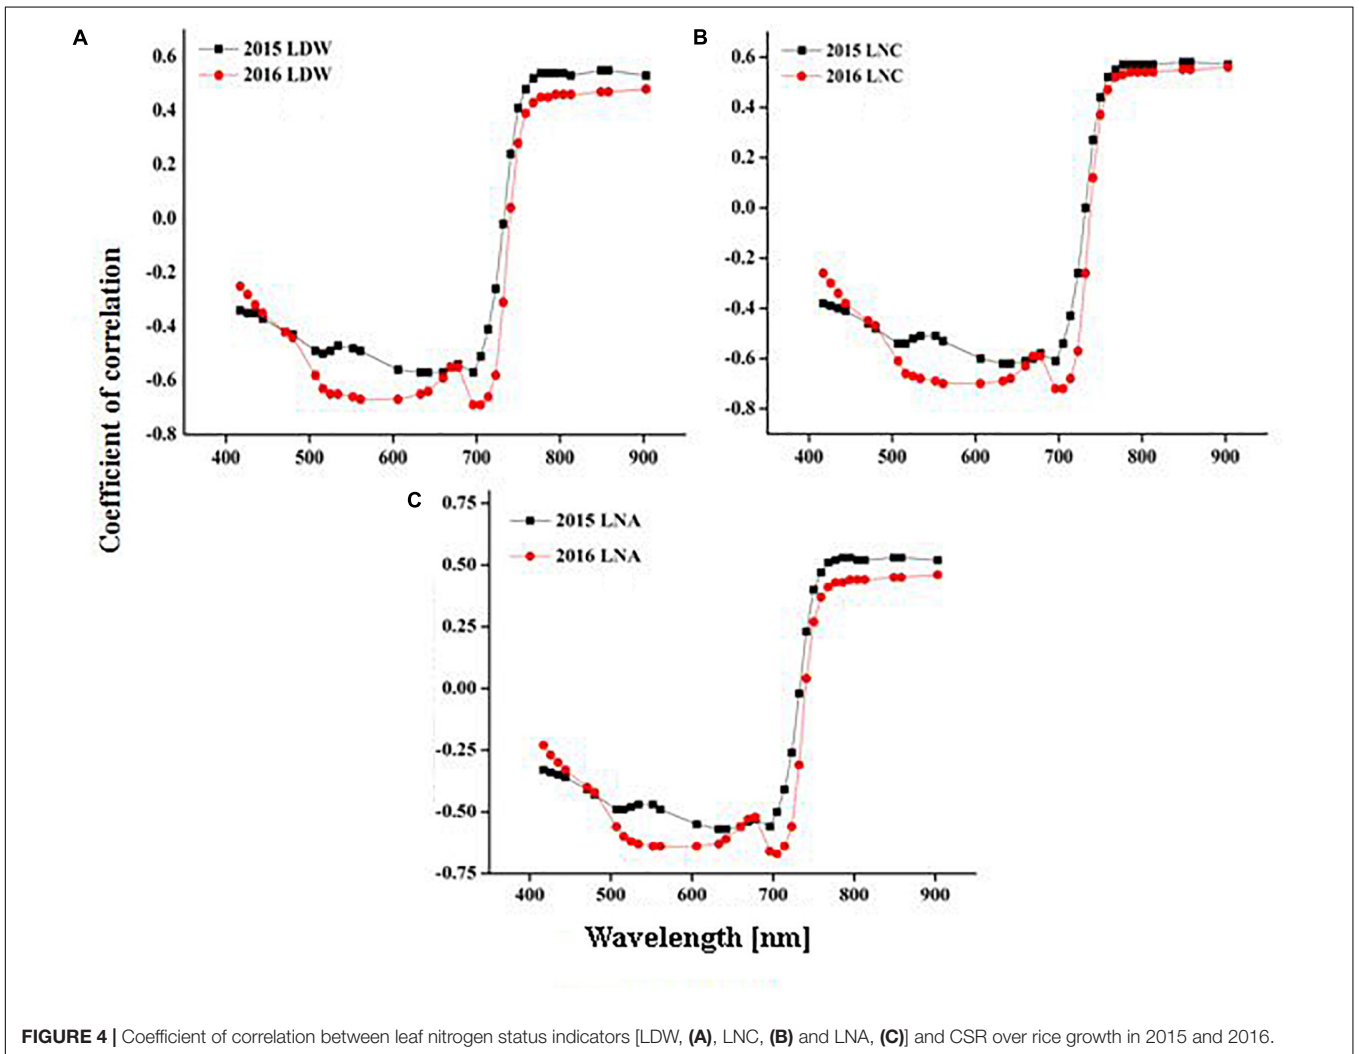 A
2015 LDW
2016 LDW
0.6
0.4
0.2
0.0
-0.2
-0.4
-0.6
-0.8
400 500 600 700 800 900
B
2015 LNC
2016 LNC
0.6
0.4
0.2
0.0
-0.2
-0.4
-0.6
-0.8
400 500 600 700 800 900
Coefficient of correlation
C
2015 LNA
2016 LNA
0.75
0.50
0.25
0.00
-0.25
-0.50
-0.75
400 500 600 700 800 900
Wavelength [nm]
FIGURE 4 | Coefficient of correlation between leaf nitrogen status indicators [LDW, (A), LNC, (B) and LNA, (C)] and CSR over rice growth in 2015 and 2016.